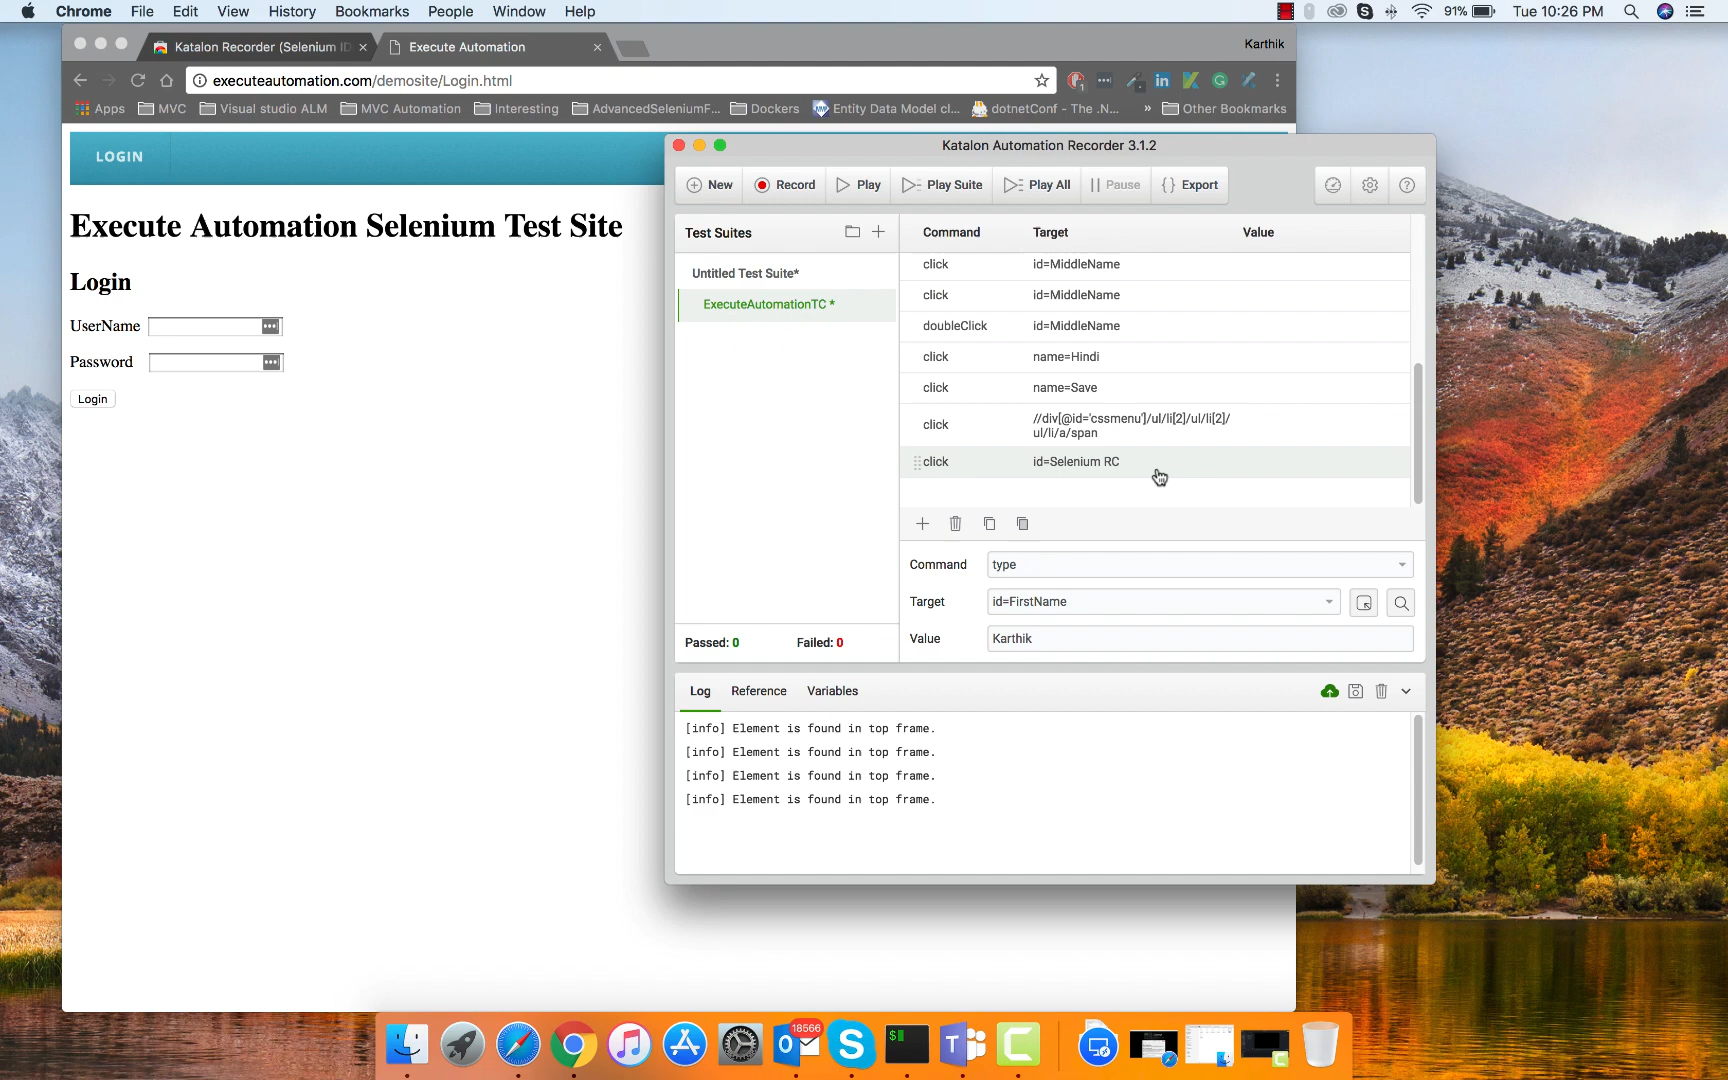 Chrome File Edit View History Bookmarks People Window Help
91% Tue 10:26 PM
Katalon Recorder (Selenium ID
Execute Automation
Karthik
executeautomation.com/demosite/Login.html
Apps MVC Visual studio ALM MVC Automation Interesting AdvancedSeleniumF... Dockers Entity Data Model cl... dotnetConf - The .N... » Other Bookmarks
LOGIN
Execute Automation Selenium Test Site
Login
UserName
Password
Login
Katalon Automation Recorder 3.1.2
New Record Play Play Suite Play All Pause Export
Test Suites
Untitled Test Suite*
ExecuteAutomationTC *
Passed: 0 Failed: 0
Command Target Value
click id=MiddleName
click id=MiddleName
doubleClick id=MiddleName
click name=Hindi
click name=Save
click //div[@id='cssmenu']/ul/li[2]/ul/li[2]/
ul/li/a/span
click id=Selenium RC
Command type
Target id=FirstName
Value Karthik
Log Reference Variables
[info] Element is found in top frame.
[info] Element is found in top frame.
[info] Element is found in top frame.
[info] Element is found in top frame.
18566